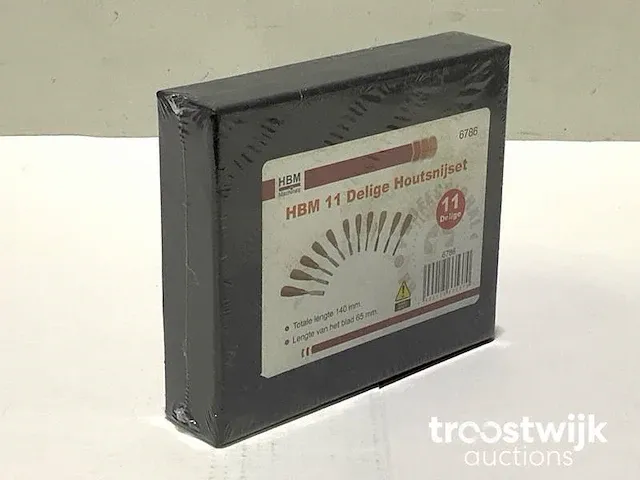 6786
HBM
Machines
HBM 11 Delige Houtsnijset
11
Delige
6786
Totale lengte 140 mm.
Lengte van het blad 65 mm.
troostwijk
auctions